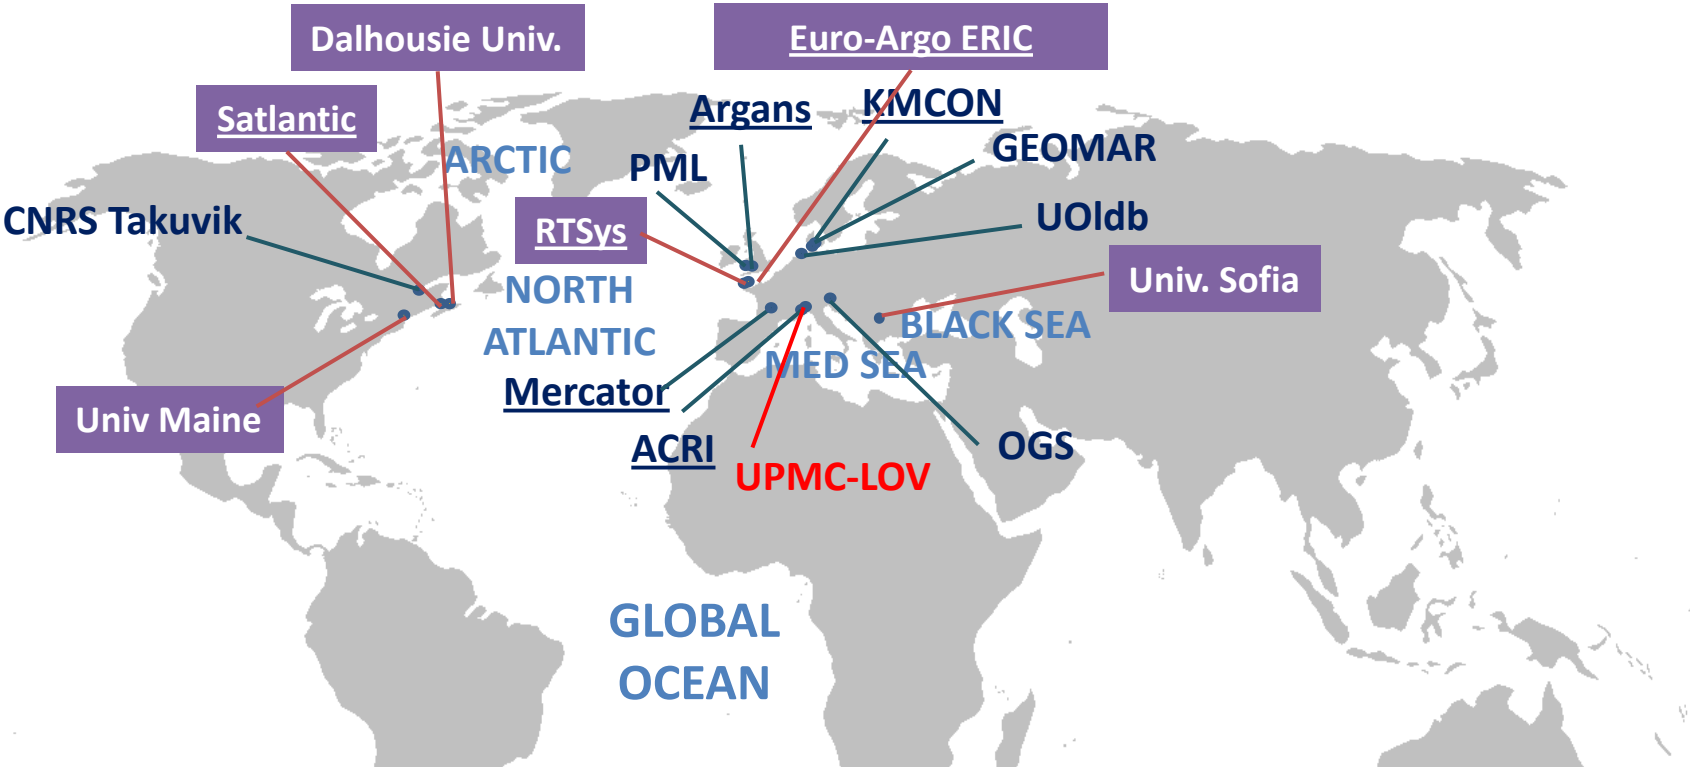 Dalhousie Univ.
Euro-Argo ERIC
Satlantic
Argans
KMCON
ARCTIC
PML
GEOMAR
CNRS Takuvik
RTSys
UOldb
Univ. Sofia
NORTH
ATLANTIC
BLACK SEA
MED SEA
Mercator
Univ Maine
ACRI
UPMC-LOV
OGS
GLOBAL
OCEAN